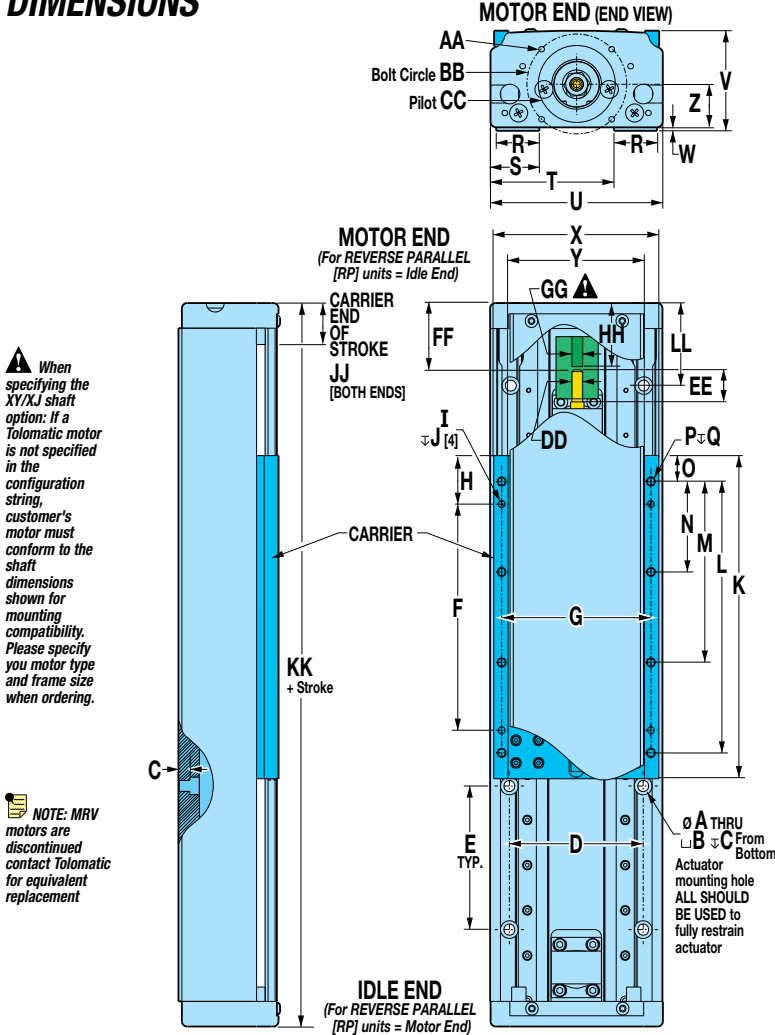 DIMENSIONS
MOTOR END (END VIEW)
AA
Bolt Circle BB
Pilot CC
V
Z
W
R
R
S
T
U
MOTOR END
(For REVERSE PARALLEL
[RP] units = Idle End)
X
Y
GG
CARRIER
END
OF
STROKE
JJ
[BOTH ENDS]
FF
HH
LL
EE
DD
I
↧J [4]
P↧Q
O
H
N
M
L
K
F
G
CARRIER
When
specifying the
XY/XJ shaft
option: If a
Tolomatic motor
is not specified
in the
configuration
string,
customer's
motor must
conform to the
shaft
dimensions
shown for
mounting
compatibility.
Please specify
you motor type
and frame size
when ordering.
KK
+ Stroke
C
NOTE: MRV
motors are
discontinued
contact Tolomatic
for equivalent
replacement
E
TYP.
D
Ø A THRU
⌴B ↧C From
Bottom
Actuator
mounting hole
ALL SHOULD
BE USED to
fully restrain
actuator
IDLE END
(For REVERSE PARALLEL
[RP] units = Motor End)